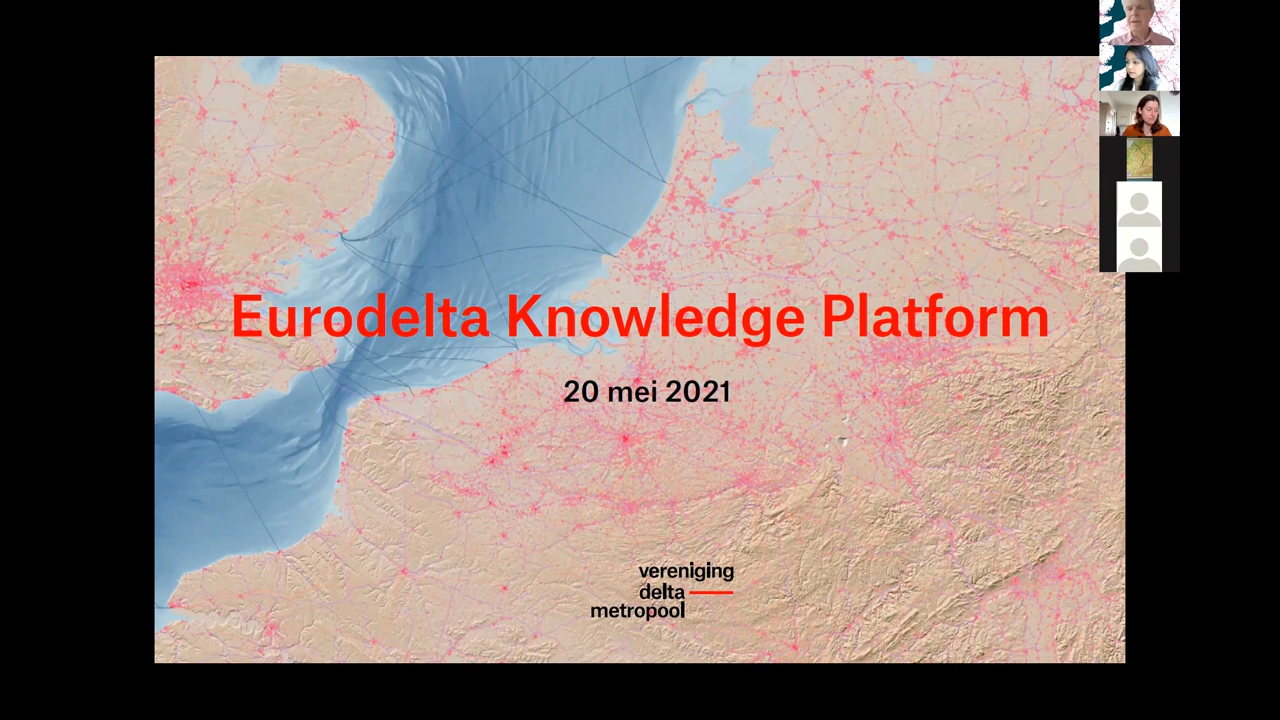 Eurodelta Knowledge Platform
20 mei 2021
vereniging
delta
metropool